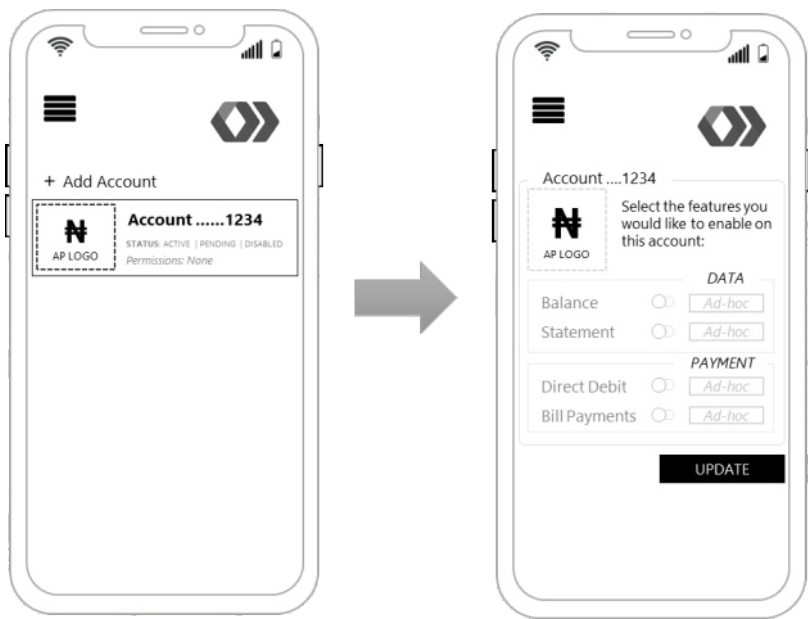 + Add Account
₦
AP LOGO
Account ......1234
STATUS: ACTIVE | PENDING | DISABLED
Permissions: None
Account ....1234
₦
AP LOGO
Select the features you
would like to enable on
this account:
DATA
Balance Ad-hoc
Statement Ad-hoc
PAYMENT
Direct Debit Ad-hoc
Bill Payments Ad-hoc
UPDATE